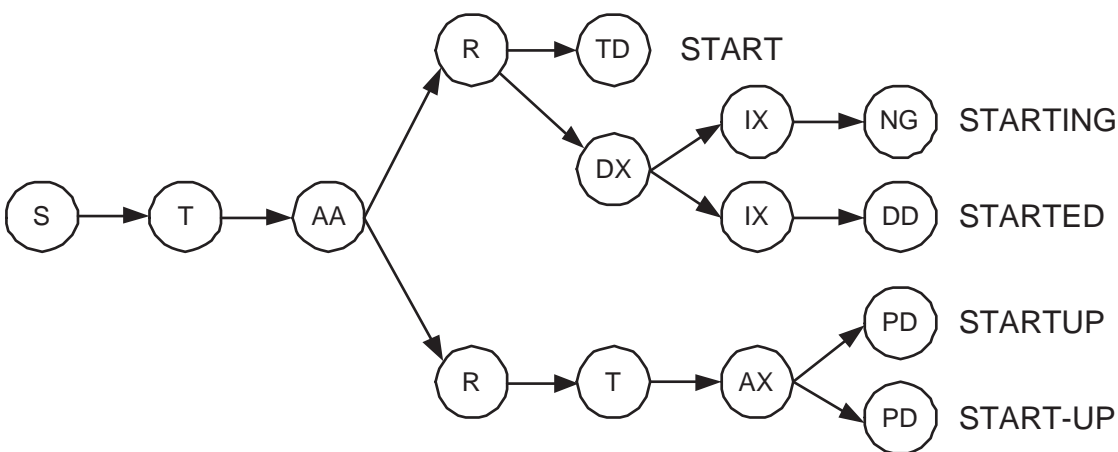 R TD START
IX NG STARTING
DX
S T AA IX DD STARTED
PD STARTUP
R T AX
PD START-UP